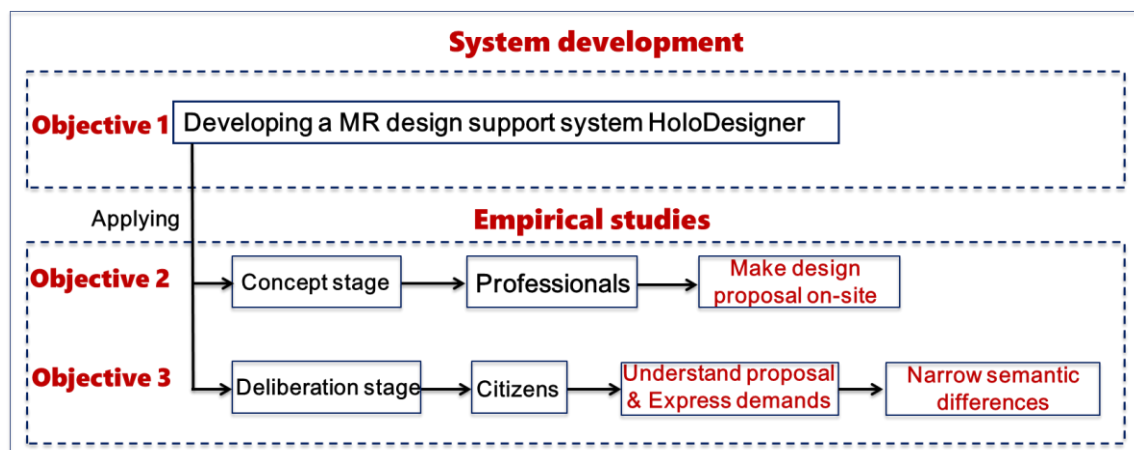 System development
Objective 1
Developing a MR design support system HoloDesigner
Applying
Empirical studies
Objective 2
Concept stage
Professionals
Make design
proposal on-site
Objective 3
Deliberation stage
Citizens
Understand proposal
& Express demands
Narrow semantic
differences